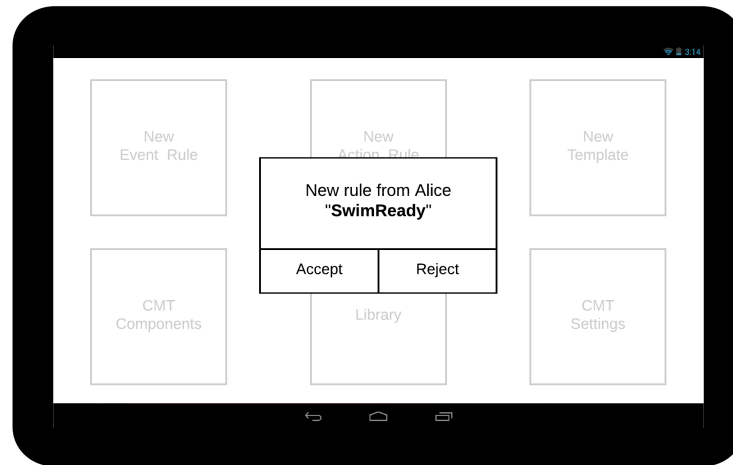 3:14
New
Event Rule
New
Action Rule
New
Template
New rule from Alice
"SwimReady"
Accept
Reject
CMT
Components
Library
CMT
Settings